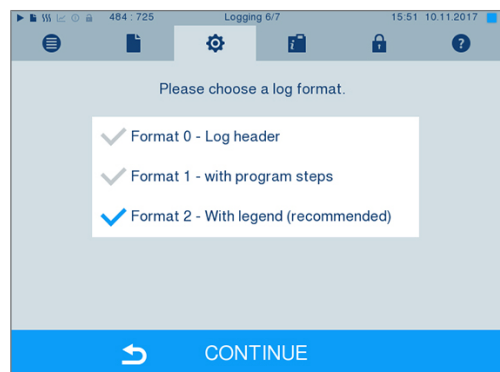 484 : 725 Logging 6/7 15:51 10.11.2017
Please choose a log format.
Format 0 - Log header
Format 1 - with program steps
Format 2 - With legend (recommended)
CONTINUE